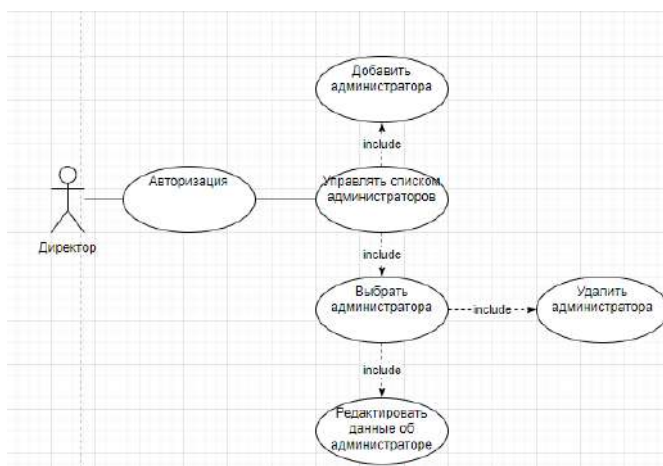 Добавить
администратора
include
Авторизация
Управлять списком
администраторов
Директор
include
Выбрать
администратора
include
Удалить
администратора
include
Редактировать
данные об
администраторе